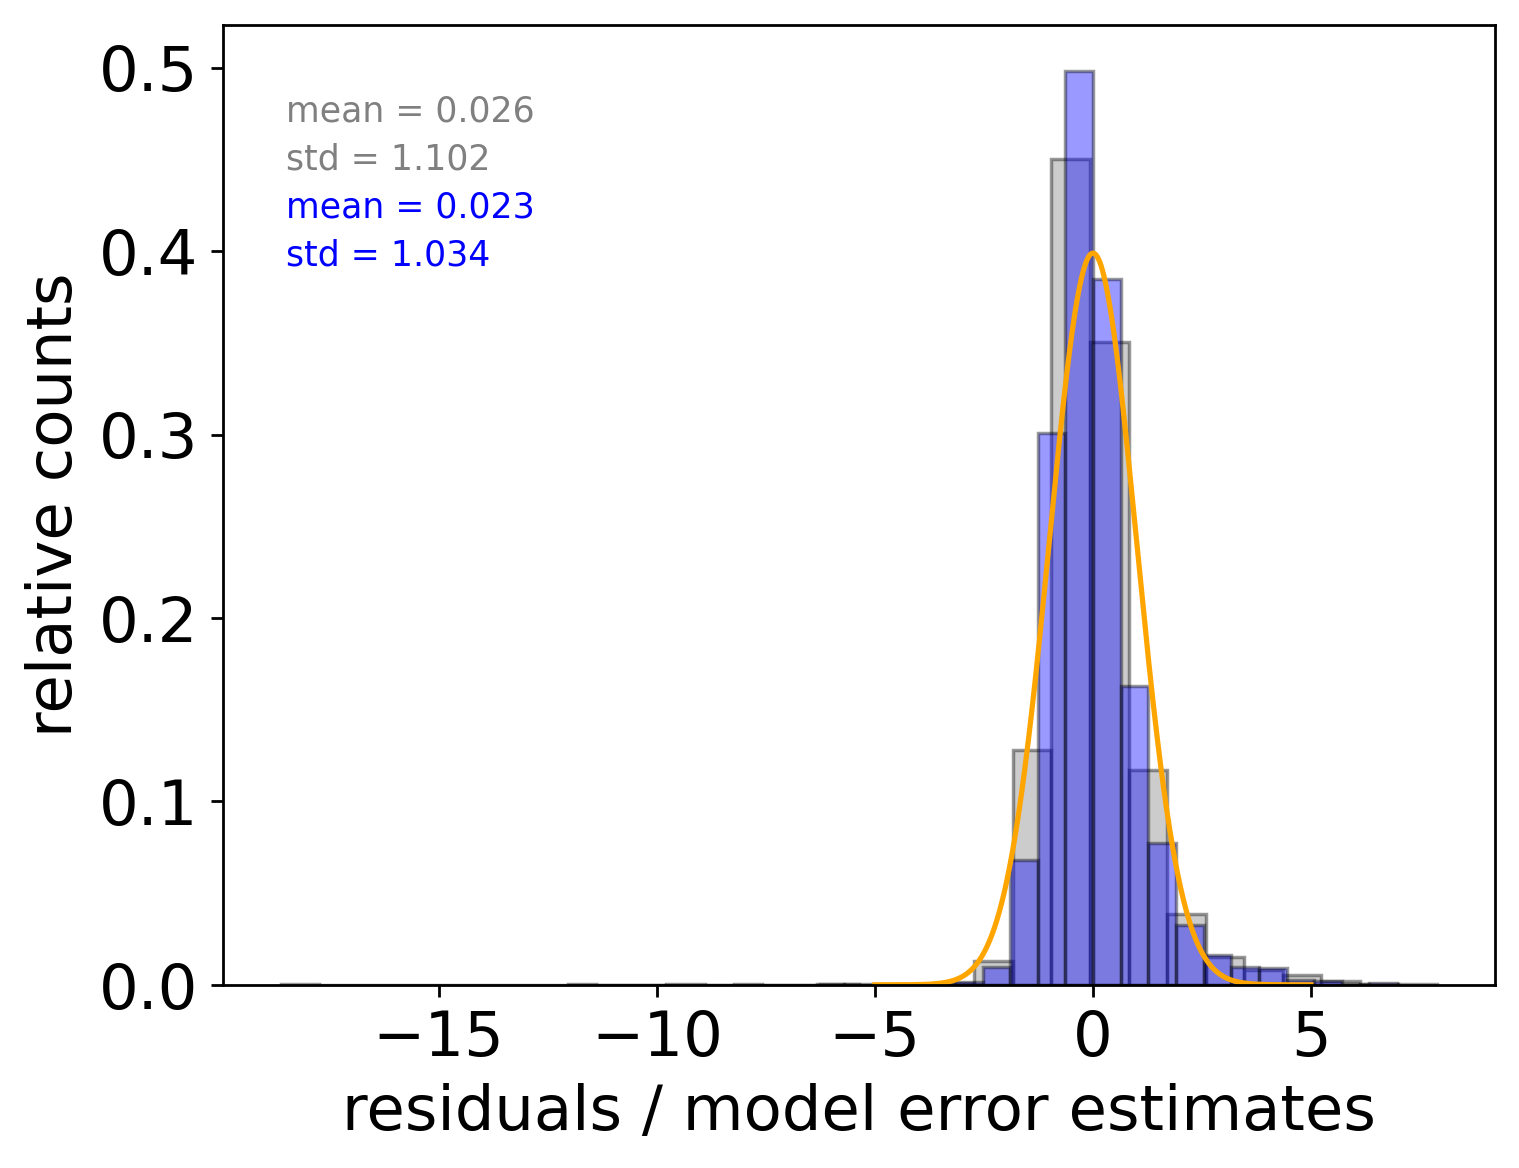 mean = 0.026
std = 1.102
mean = 0.023
std = 1.034
0.5
0.4
0.3
0.2
0.1
0.0
relative counts
−15 −10 −5 0 5
residuals / model error estimates